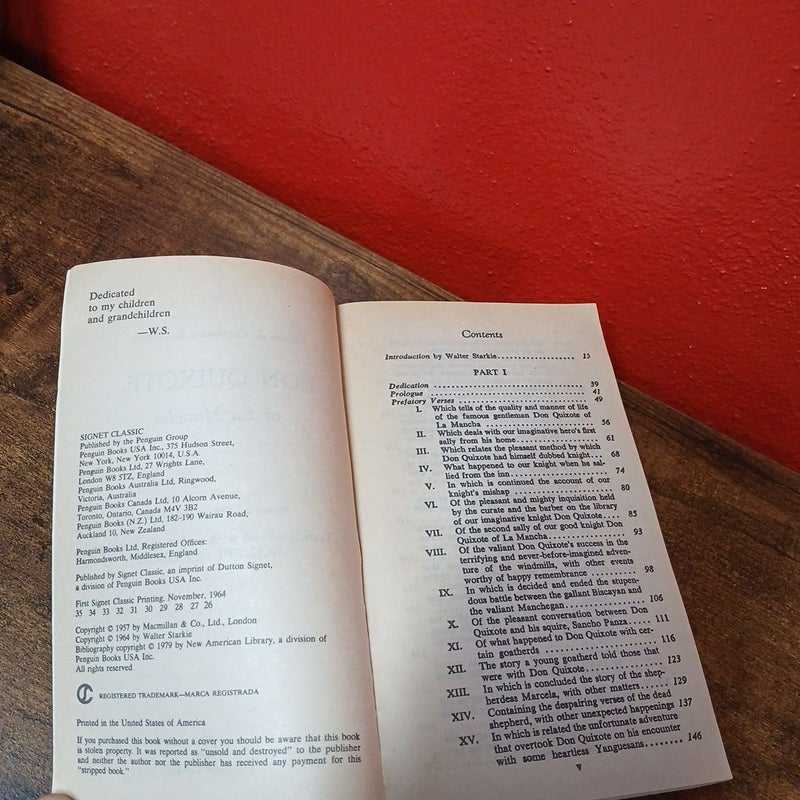 Dedicated
to my children
and grandchildren
—W.S.
SIGNET CLASSIC
Published by the Penguin Group
Penguin Books USA Inc., 375 Hudson Street,
New York, New York 10014, U.S.A.
Penguin Books Ltd, 27 Wrights Lane,
London W8 5TZ, England
Penguin Books Australia Ltd, Ringwood,
Victoria, Australia
Penguin Books Canada Ltd, 10 Alcorn Avenue,
Toronto, Ontario, Canada M4V 3B2
Penguin Books (N.Z.) Ltd, 182–190 Wairau Road,
Auckland 10, New Zealand
Penguin Books Ltd, Registered Offices:
Harmondsworth, Middlesex, England
Published by Signet Classic, an imprint of Dutton Signet,
a division of Penguin Books USA Inc.
First Signet Classic Printing, November, 1964
35 34 33 32 31 30 29 28 27 26
Copyright © 1957 by Macmillan & Co., Ltd., London
Copyright © 1964 by Walter Starkie
Bibliography copyright © 1979 by New American Library, a division of
Penguin Books USA Inc.
All rights reserved
REGISTERED TRADEMARK—MARCA REGISTRADA
Printed in the United States of America
If you purchased this book without a cover you should be aware that this book
is stolen property. It was reported as "unsold and destroyed" to the publisher
and neither the author nor the publisher has received any payment for this
"stripped book."
Contents
Introduction by Walter Starkie 15
PART I
Dedication 39
Prologue 41
Prefatory Verses 49
I. Which tells of the quality and manner of life
of the famous gentleman Don Quixote of
La Mancha 56
II. Which deals with our imaginative hero's first
sally from his home 61
III. Which relates the pleasant method by which
Don Quixote had himself dubbed knight 68
IV. What happened to our knight when he sal-
lied from the inn 74
V. In which is continued the account of our
knight's mishap 80
VI. Of the pleasant and mighty inquisition held
by the curate and the barber on the library
of our imaginative knight Don Quixote 85
VII. Of the second sally of our good knight Don
Quixote of La Mancha 93
VIII. Of the valiant Don Quixote's success in the
terrifying and never-before-imagined adven-
ture of the windmills, with other events
worthy of happy remembrance 98
IX. In which is decided and ended the stupen-
dous battle between the gallant Biscayan and
the valiant Manchegan 106
X. Of the pleasant conversation between Don
Quixote and his squire, Sancho Panza 111
XI. Of what happened to Don Quixote with cer-
tain goatherds 116
XII. The story a young goatherd told those that
were with Don Quixote 123
XIII. In which is concluded the story of the shep-
herdess Marcela, with other matters 129
XIV. Containing the despairing verses of the dead
shepherd, with other unexpected happenings 137
XV. In which is related the unfortunate adventure
that overtook Don Quixote on his encounter
with some heartless Yanguesans 146